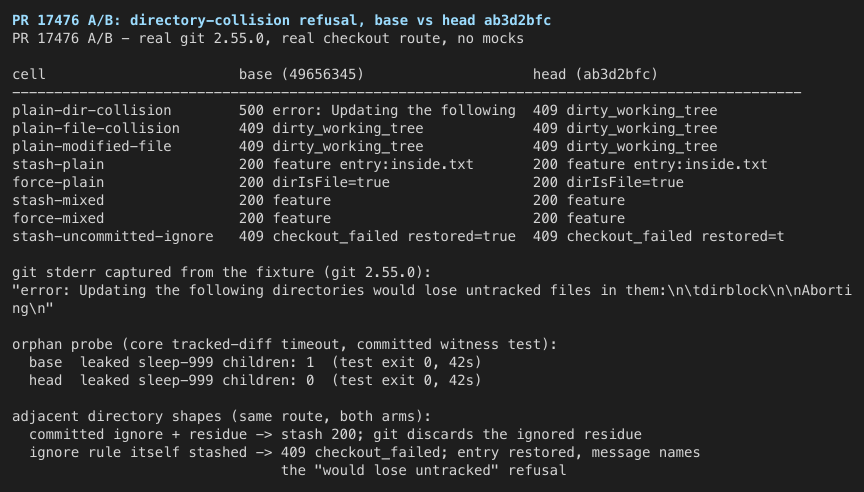 PR 17476 A/B: directory-collision refusal, base vs head ab3d2bfc
PR 17476 A/B – real git 2.55.0, real checkout route, no mocks
cell base (49656345) head (ab3d2bfc)
----------------------------------------------------------------------------------------------
plain-dir-collision 500 error: Updating the following 409 dirty_working_tree
plain-file-collision 409 dirty_working_tree 409 dirty_working_tree
plain-modified-file 409 dirty_working_tree 409 dirty_working_tree
stash-plain 200 feature entry:inside.txt 200 feature entry:inside.txt
force-plain 200 dirIsFile=true 200 dirIsFile=true
stash-mixed 200 feature 200 feature
force-mixed 200 feature 200 feature
stash-uncommitted-ignore 409 checkout_failed restored=true 409 checkout_failed restored=t
git stderr captured from the fixture (git 2.55.0):
"error: Updating the following directories would lose untracked files in them:\n\tdirblock\n\nAborti
ng\n"
orphan probe (core tracked-diff timeout, committed witness test):
base leaked sleep-999 children: 1 (test exit 0, 42s)
head leaked sleep-999 children: 0 (test exit 0, 42s)
adjacent directory shapes (same route, both arms):
committed ignore + residue -> stash 200; git discards the ignored residue
ignore rule itself stashed -> 409 checkout_failed; entry restored, message names
the "would lose untracked" refusal